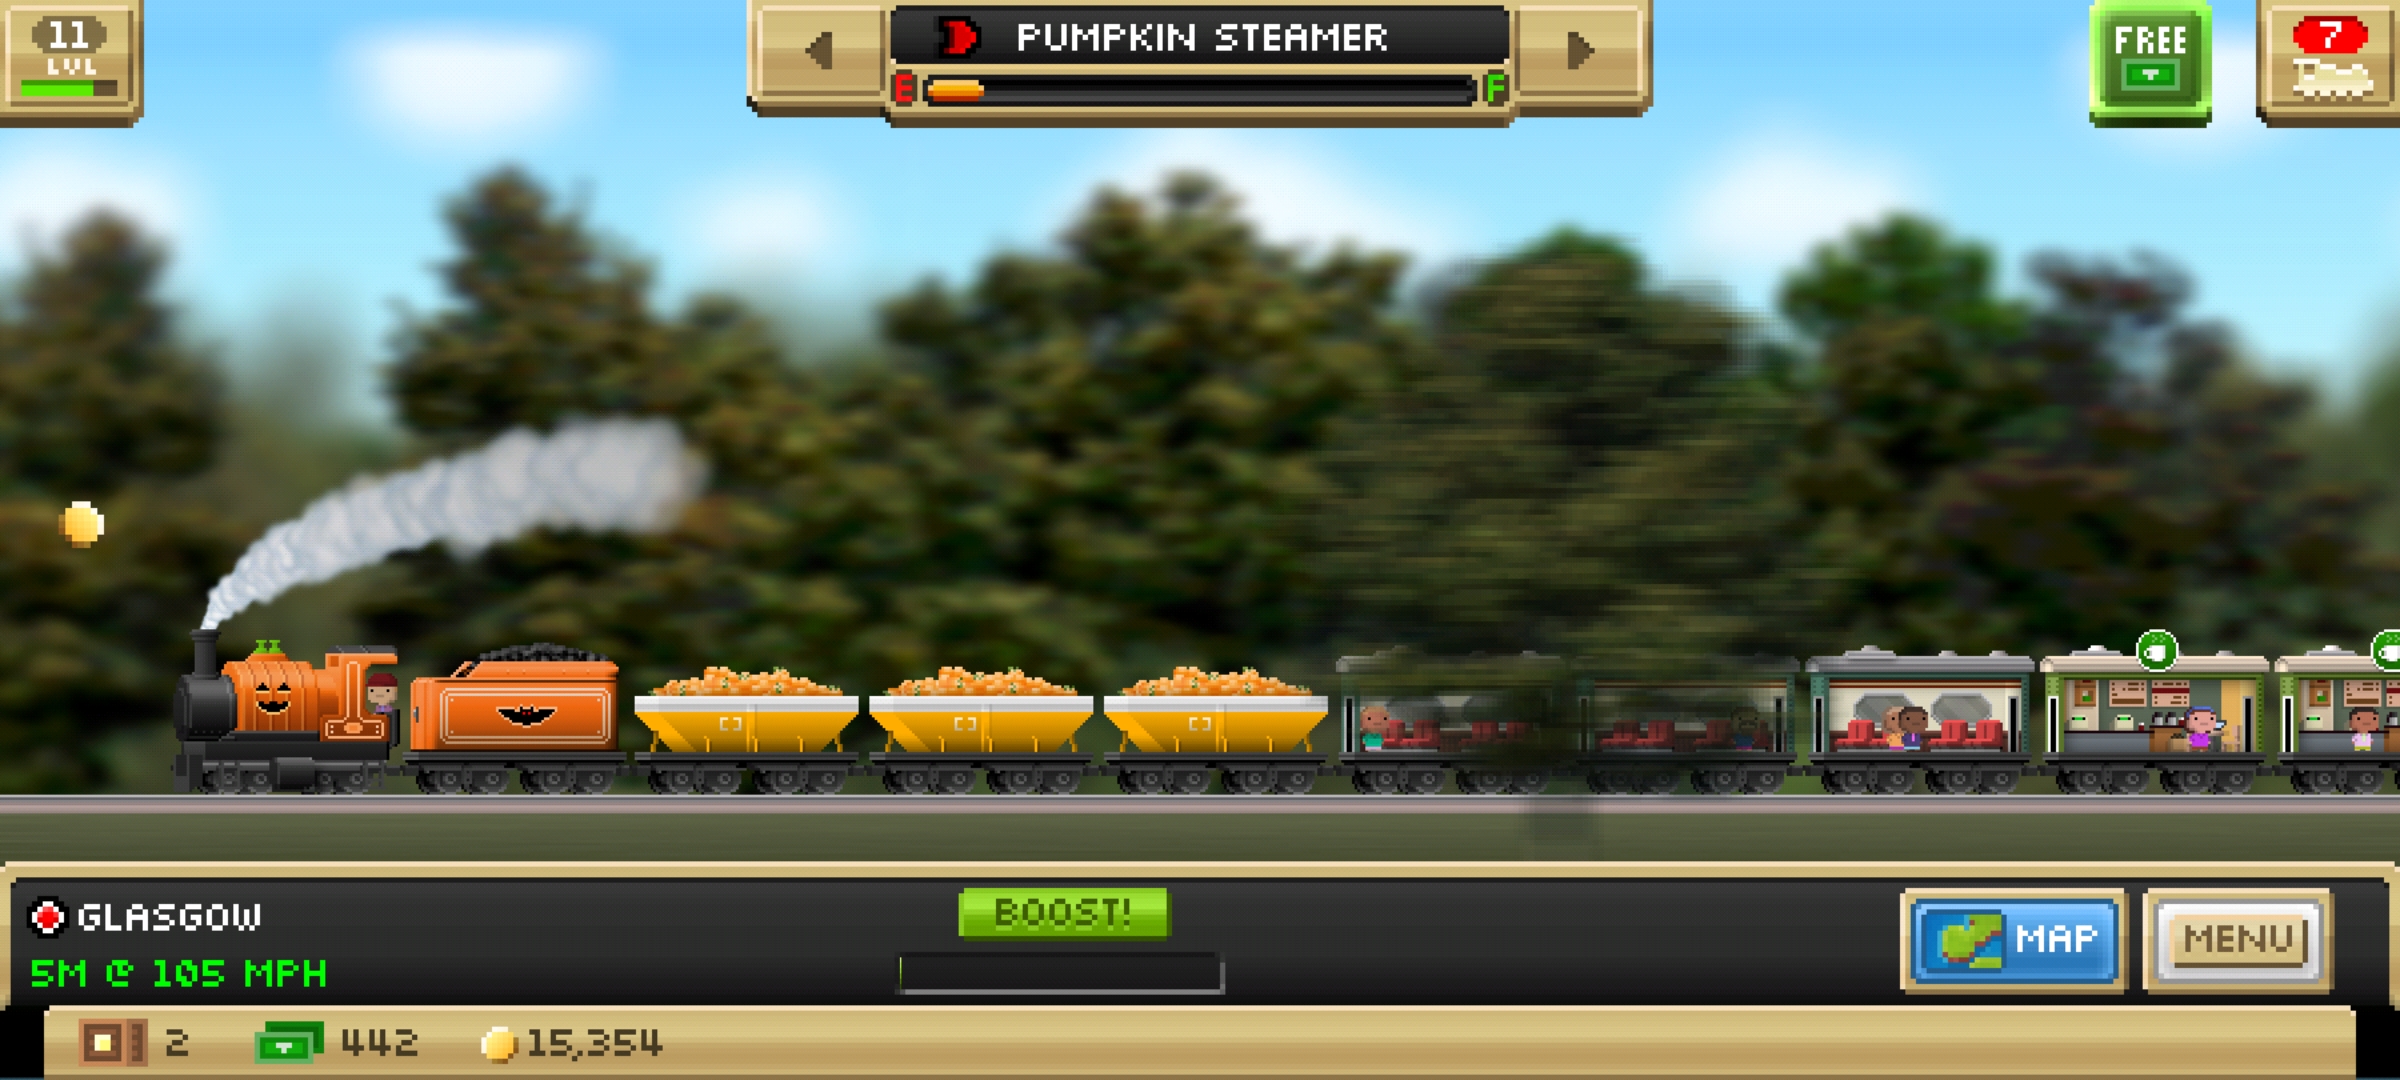 11
LVL
PUMPKIN STEAMER
E F
FREE
7
GLASGOW
5M @ 105 MPH
BOOST!
MAP
MENU
2
442
15,354